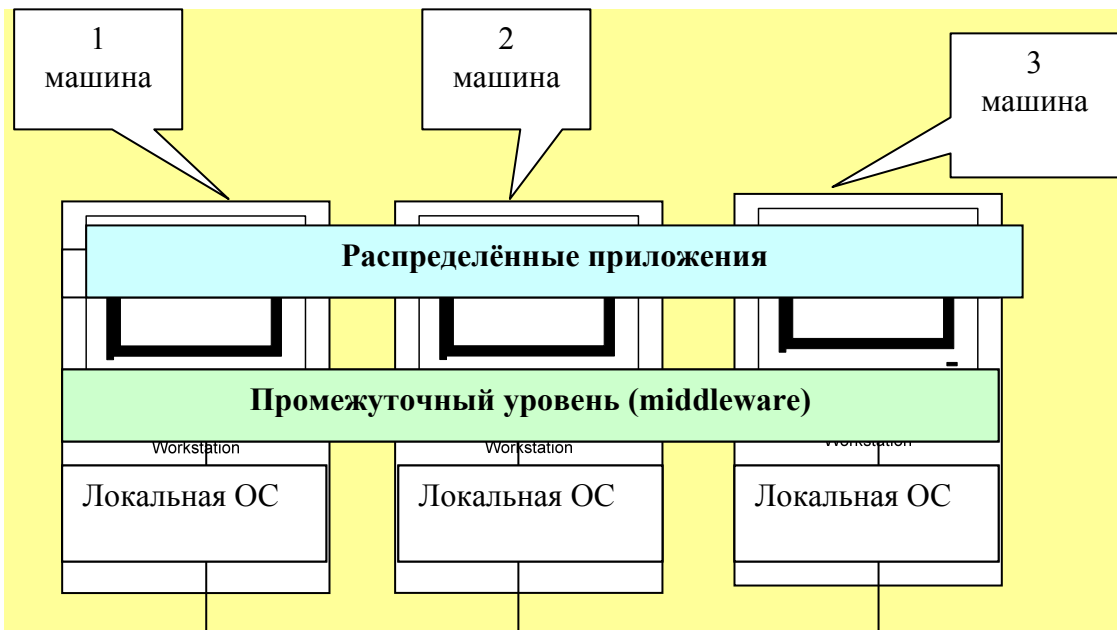 1
машина
2
машина
3
машина
Распределённые приложения
Промежуточный уровень (middleware)
Workstation
Workstation
Workstation
Локальная ОС
Локальная ОС
Локальная ОС